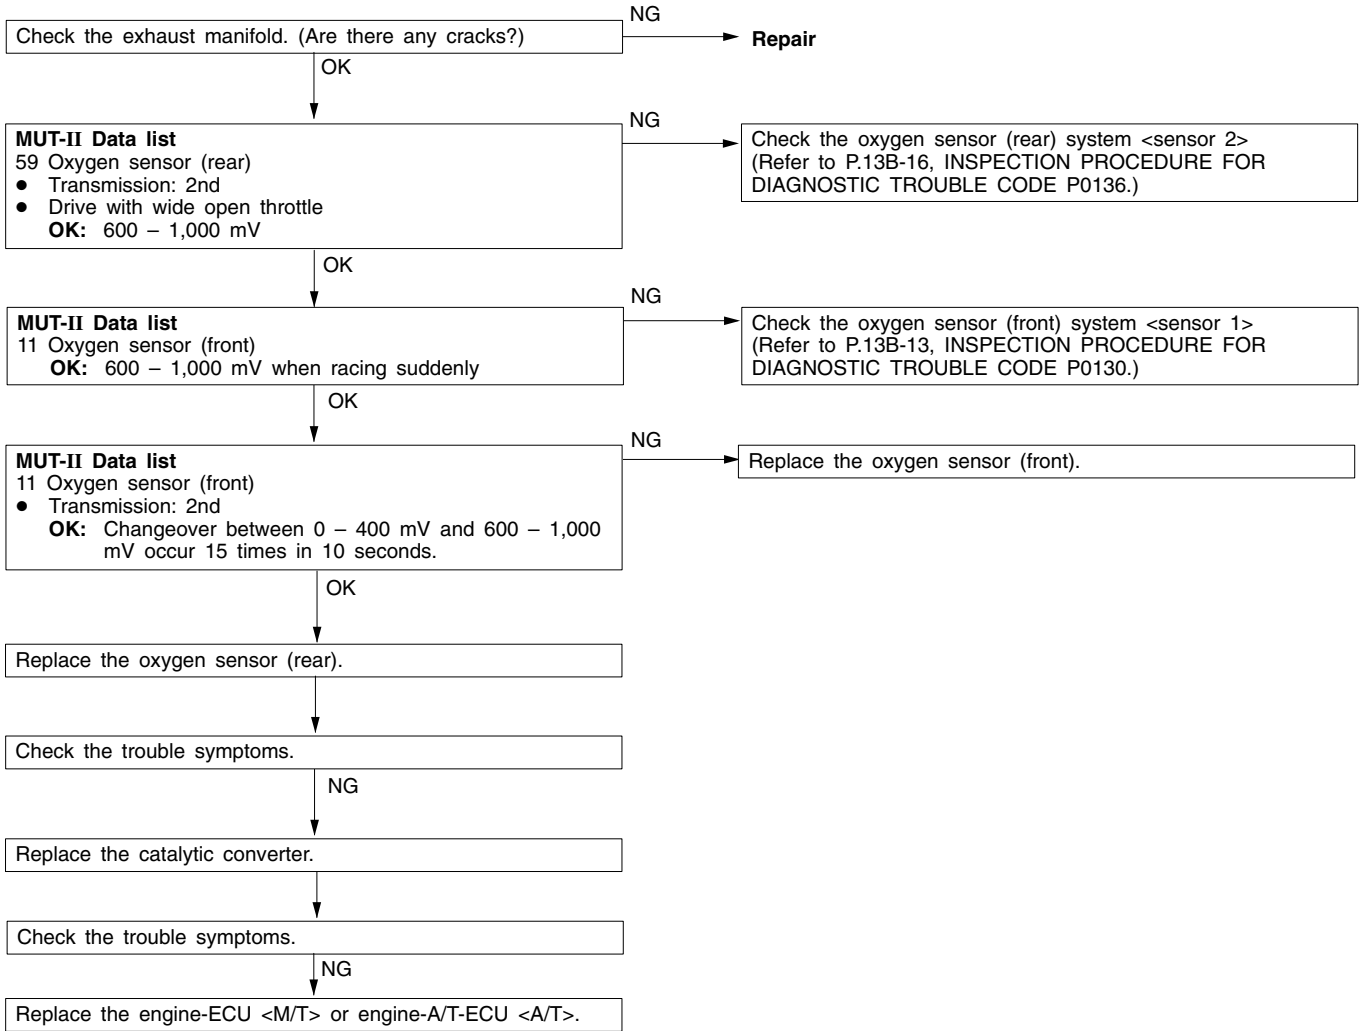 Check the exhaust manifold. (Are there any cracks?)
NG
Repair
OK
MUT-II Data list
59 Oxygen sensor (rear)
● Transmission: 2nd
● Drive with wide open throttle
OK: 600 – 1,000 mV
NG
Check the oxygen sensor (rear) system <sensor 2>
(Refer to P.13B-16, INSPECTION PROCEDURE FOR
DIAGNOSTIC TROUBLE CODE P0136.)
OK
MUT-II Data list
11 Oxygen sensor (front)
OK: 600 – 1,000 mV when racing suddenly
NG
Check the oxygen sensor (front) system <sensor 1>
(Refer to P.13B-13, INSPECTION PROCEDURE FOR
DIAGNOSTIC TROUBLE CODE P0130.)
OK
MUT-II Data list
11 Oxygen sensor (front)
● Transmission: 2nd
OK: Changeover between 0 – 400 mV and 600 – 1,000
mV occur 15 times in 10 seconds.
NG
Replace the oxygen sensor (front).
OK
Replace the oxygen sensor (rear).
Check the trouble symptoms.
NG
Replace the catalytic converter.
Check the trouble symptoms.
NG
Replace the engine-ECU <M/T> or engine-A/T-ECU <A/T>.